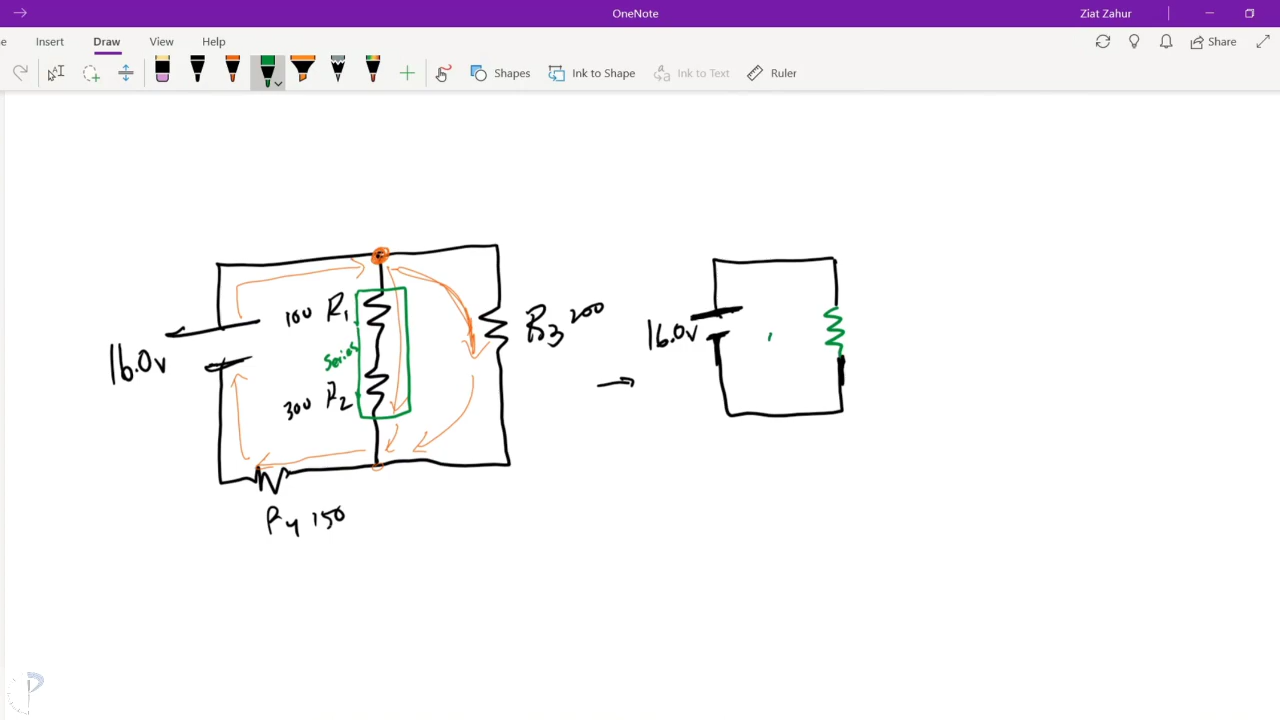 OneNote
Ziat Zahur
Insert Draw View Help
Share
Shapes Ink to Shape Ink to Text Ruler
100 R1
Series
300 R2
16.0v
R3 200
R4 150
16.0v